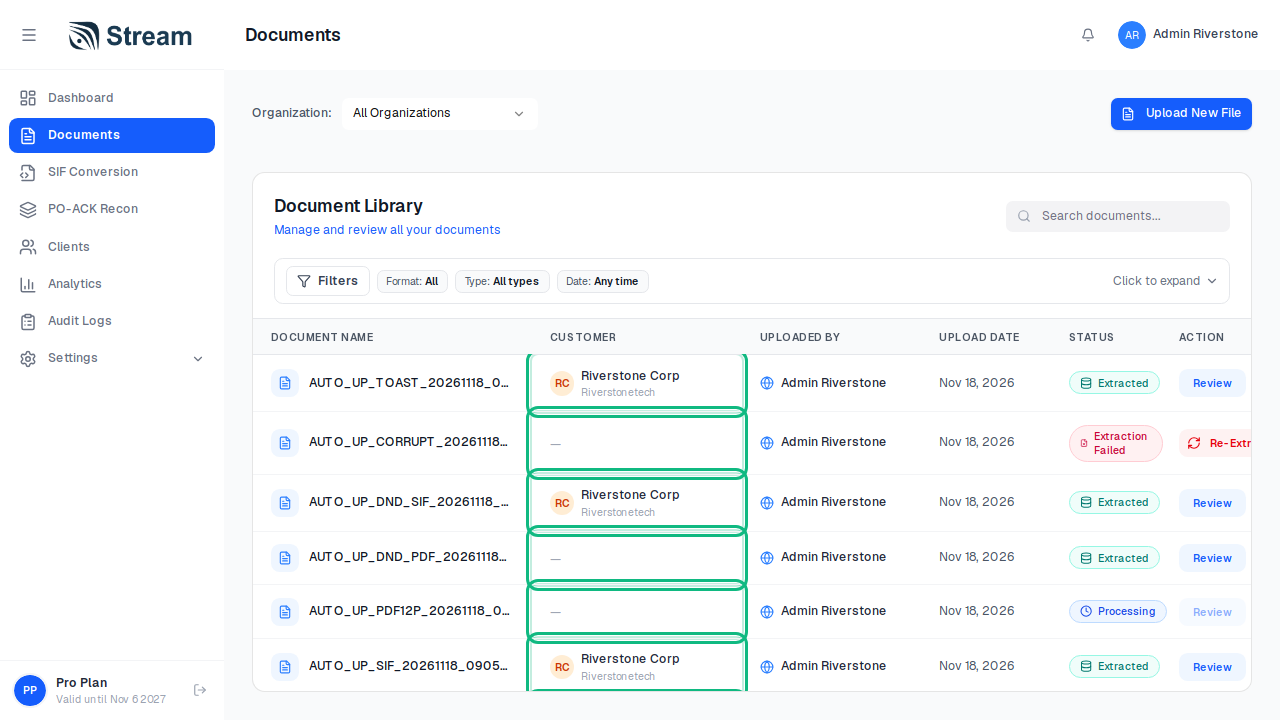 Stream
Documents
AR
Admin Riverstone
Dashboard
Documents
SIF Conversion
PO-ACK Recon
Clients
Analytics
Audit Logs
Settings
PP
Pro Plan
Valid until Nov 6 2027
Organization:
All Organizations
Upload New File
Document Library
Manage and review all your documents
Search documents...
Filters
Format: All
Type: All types
Date: Any time
Click to expand
DOCUMENT NAME CUSTOMER UPLOADED BY UPLOAD DATE STATUS ACTION
AUTO_UP_TOAST_20261118_0... RC Riverstone Corp Admin Riverstone Nov 18, 2026 Extracted Review
Riverstonetech
AUTO_UP_CORRUPT_20261118... — Admin Riverstone Nov 18, 2026 Extraction Failed Re-Extr
AUTO_UP_DND_SIF_20261118_... RC Riverstone Corp Admin Riverstone Nov 18, 2026 Extracted Review
Riverstonetech
AUTO_UP_DND_PDF_20261118... — Admin Riverstone Nov 18, 2026 Extracted Review
AUTO_UP_PDF12P_20261118_0... — Admin Riverstone Nov 18, 2026 Processing Review
AUTO_UP_SIF_20261118_0905... RC Riverstone Corp Admin Riverstone Nov 18, 2026 Extracted Review
Riverstonetech